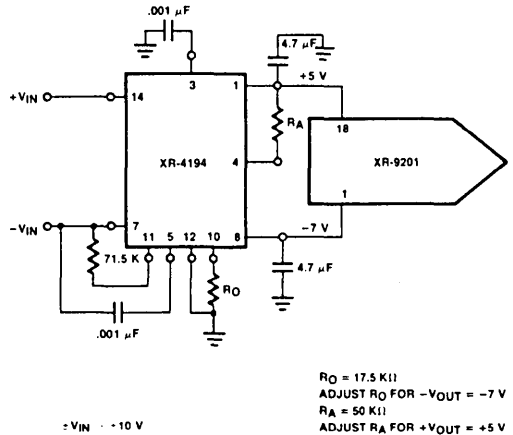 .001 µF
4.7 µF
+5 V
3
1
+VIN
14
RA
18
XR-4194
4
XR-9201
1
-VIN
7
11
5
12
10
8
-7 V
71.5 K
RO
4.7 µF
.001 µF
RO = 17.5 KΩ
ADJUST RO FOR -VOUT = -7 V
RA = 50 KΩ
ADJUST RA FOR +VOUT = +5 V
VIN
10 V